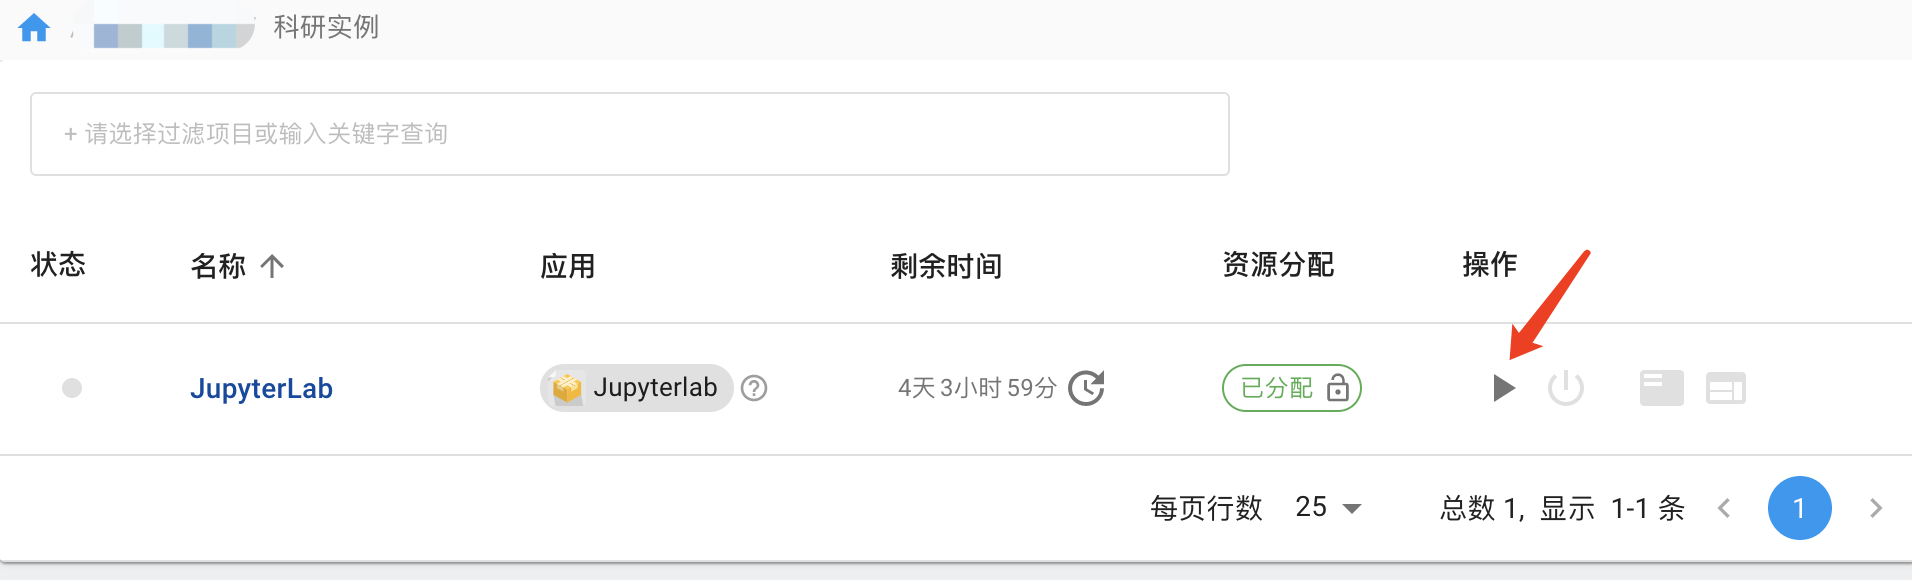 科研实例
+ 请选择过滤项目或输入关键字查询
状态 名称 应用 剩余时间 资源分配 操作
JupyterLab Jupyterlab 4天 3小时 59分 已分配
每页行数 25 总数 1, 显示 1-1 条 1